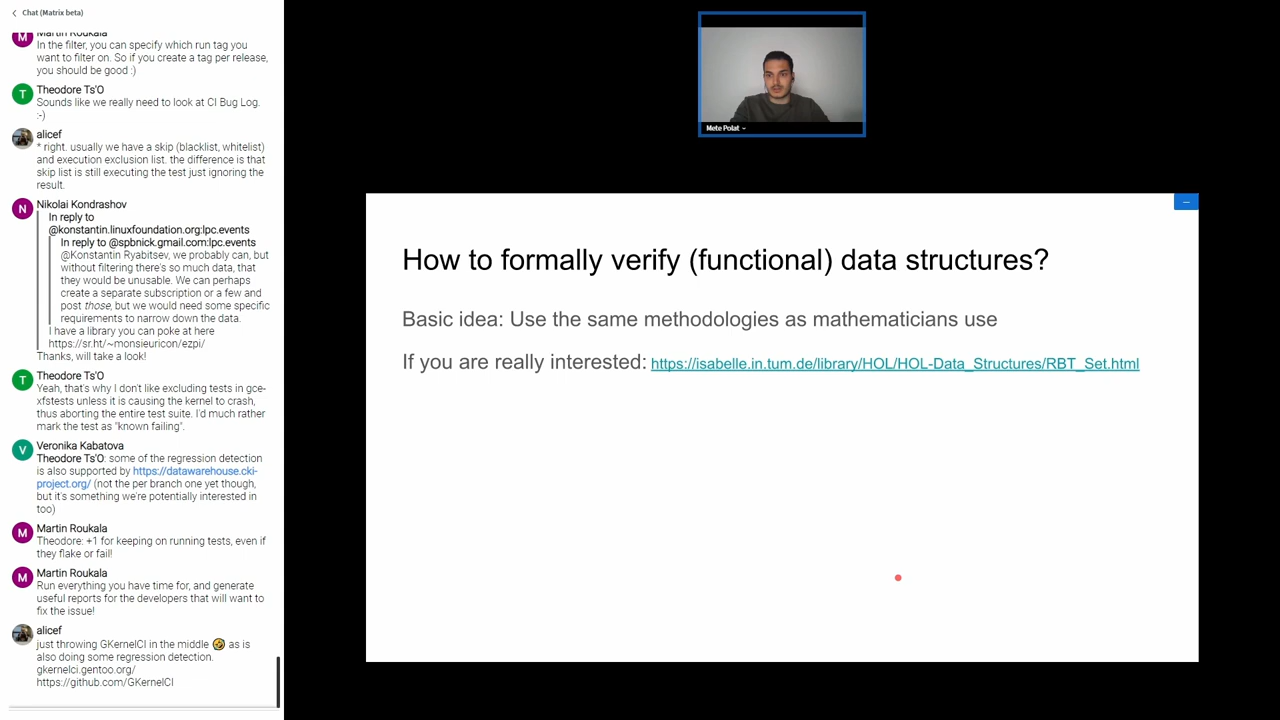 Chat (Matrix beta)
Martin Roukala
In the filter, you can specify which run tag you
want to filter on. So if you create a tag per release,
you should be good :)
T
Theodore Ts'O
Sounds like we really need to look at CI Bug Log.
:-)
alicef
* right. usually we have a skip (blacklist, whitelist)
and execution exclusion list. the difference is that
skip list is still executing the test just ignoring the
result.
N
Nikolai Kondrashov
In reply to
@konstantin.linuxfoundation.org:lpc.events
In reply to @spbnick.gmail.com:lpc.events
@Konstantin Ryabitsev, we probably can, but
without filtering there's so much data, that
they would be unusable. We can perhaps
create a separate subscription or a few and
post those, but we would need some specific
requirements to narrow down the data.
I have a library you can poke at here
https://sr.ht/~monsieuricon/ezpi/
Thanks, will take a look!
T
Theodore Ts'O
Yeah, that's why I don't like excluding tests in gce-
xfstests unless it is causing the kernel to crash,
thus aborting the entire test suite. I'd much rather
mark the test as "known failing".
V
Veronika Kabatova
Theodore Ts'O: some of the regression detection
is also supported by https://datawarehouse.cki-
project.org/ (not the per branch one yet though,
but it's something we're potentially interested in
too)
M
Martin Roukala
Theodore: +1 for keeping on running tests, even if
they flake or fail!
M
Martin Roukala
Run everything you have time for, and generate
useful reports for the developers that will want to
fix the issue!
alicef
just throwing GKernelCI in the middle 🤣 as is
also doing some regression detection.
gkernelci.gentoo.org/
https://github.com/GKernelCI
Mete Polat
How to formally verify (functional) data structures?
Basic idea: Use the same methodologies as mathematicians use
If you are really interested: https://isabelle.in.tum.de/library/HOL/HOL-Data_Structures/RBT_Set.html